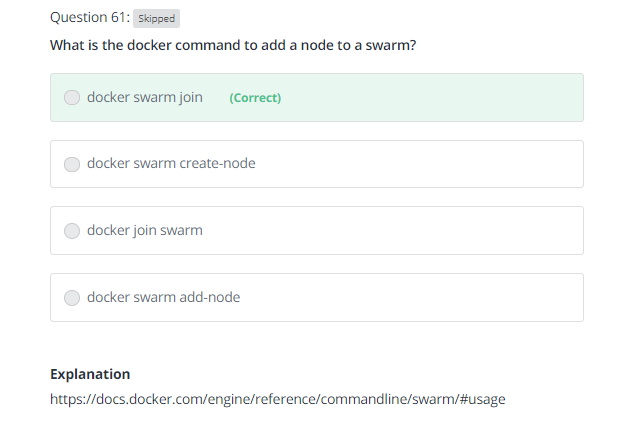 Question 61: Skipped
What is the docker command to add a node to a swarm?
docker swarm join (Correct)
docker swarm create-node
docker join swarm
docker swarm add-node
Explanation
https://docs.docker.com/engine/reference/commandline/swarm/#usage